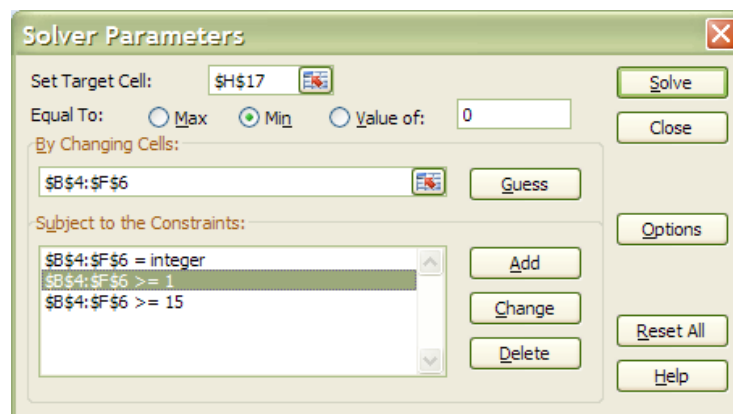 Solver Parameters
Set Target Cell: $H$17 Solve
Equal To: Max Min Value of: 0 Close
By Changing Cells:
$B$4:$F$6 Guess
Subject to the Constraints: Options
$B$4:$F$6 = integer Add
$B$4:$F$6 >= 1
$B$4:$F$6 >= 15 Change
Reset All
Delete
Help